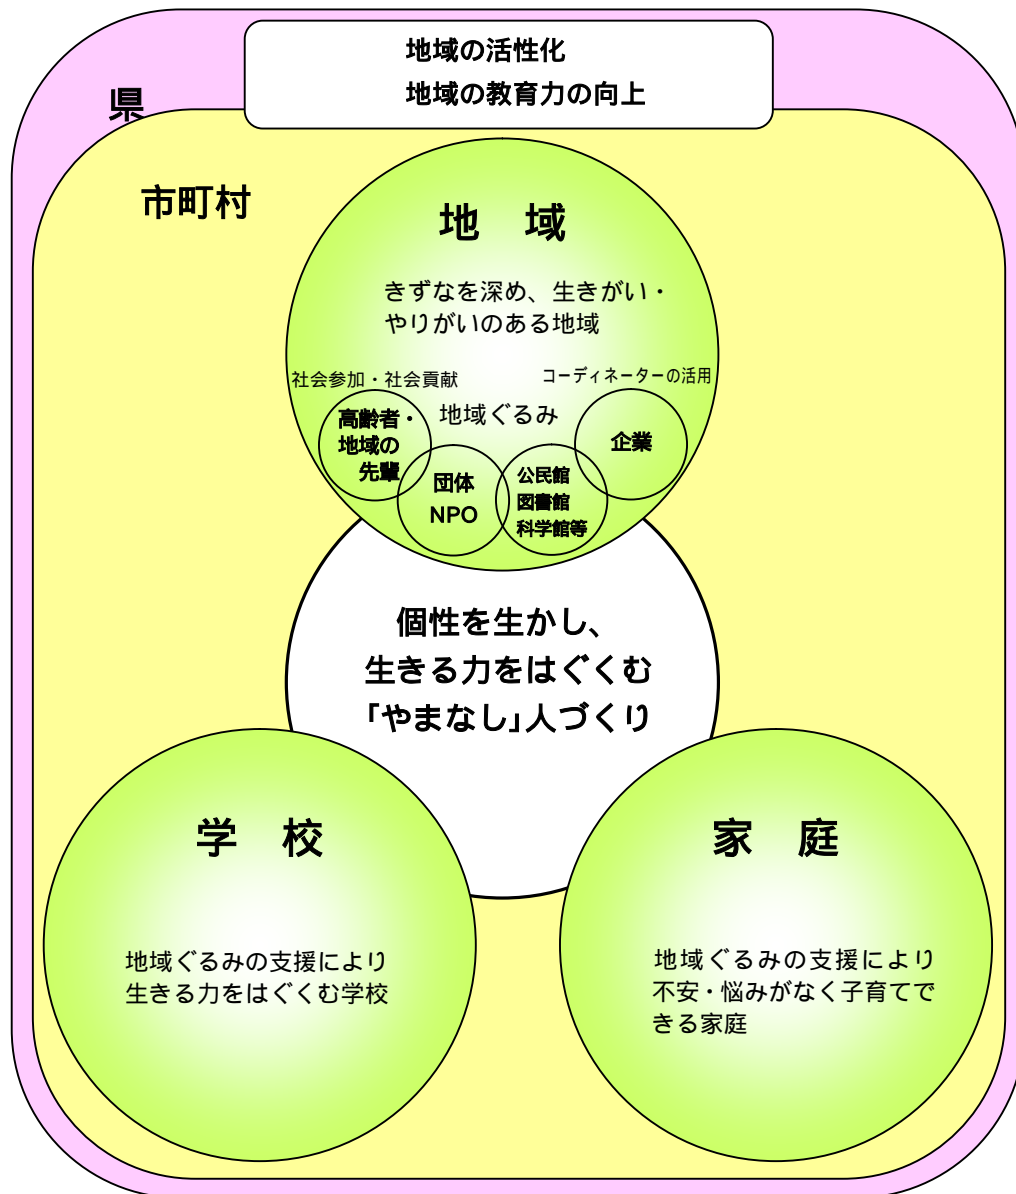 地域の活性化
地域の教育力の向上
県
市町村
地　域
きずなを深め、生きがい・
やりがいのある地域
社会参加・社会貢献
コーディネーターの活用
地域ぐるみ
高齢者・
地域の
先輩
団体
NPO
公民館
図書館
科学館等
企業
個性を生かし、
生きる力をはぐくむ
「やまなし」人づくり
学　校
地域ぐるみの支援により
生きる力をはぐくむ学校
家　庭
地域ぐるみの支援により
不安・悩みがなく子育てで
きる家庭